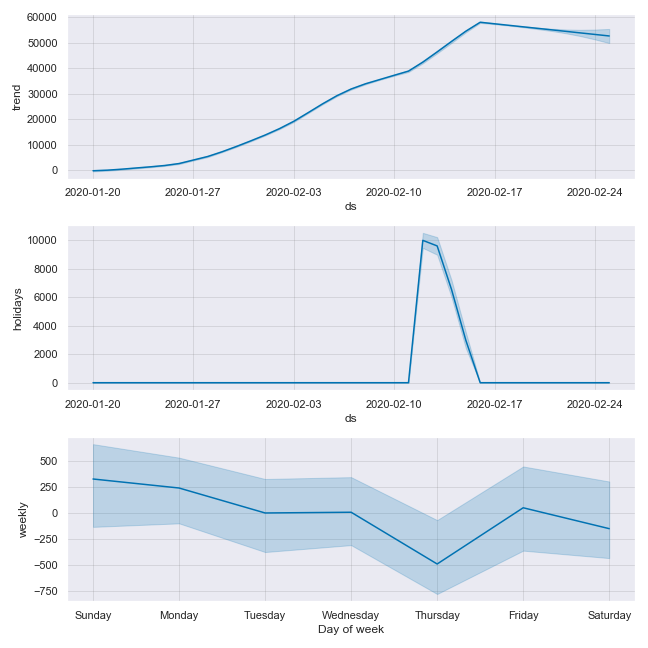 60000
50000
40000
30000
20000
10000
0
trend
2020-01-20 2020-01-27 2020-02-03 2020-02-10 2020-02-17 2020-02-24
ds
10000
8000
6000
4000
2000
0
holidays
2020-01-20 2020-01-27 2020-02-03 2020-02-10 2020-02-17 2020-02-24
ds
500
250
0
−250
−500
−750
weekly
Sunday Monday Tuesday Wednesday Thursday Friday Saturday
Day of week